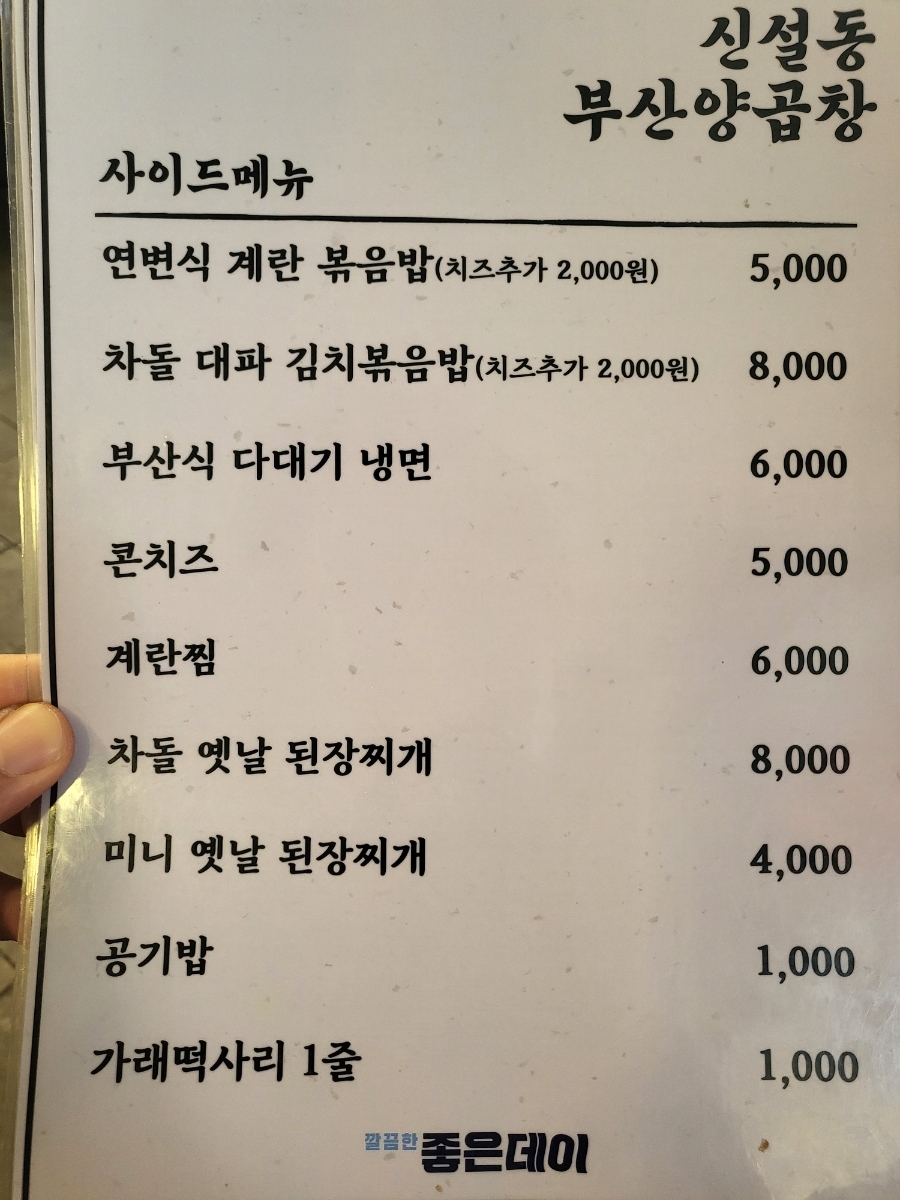 신설동
부산양곱창
사이드메뉴
연변식 계란 볶음밥(치즈추가 2,000원) 5,000
차돌 대파 김치볶음밥(치즈추가 2,000원) 8,000
부산식 다대기 냉면 6,000
콘치즈 5,000
계란찜 6,000
차돌 옛날 된장찌개 8,000
미니 옛날 된장찌개 4,000
공기밥 1,000
가래떡사리 1줄 1,000
깔끔한 좋은데이